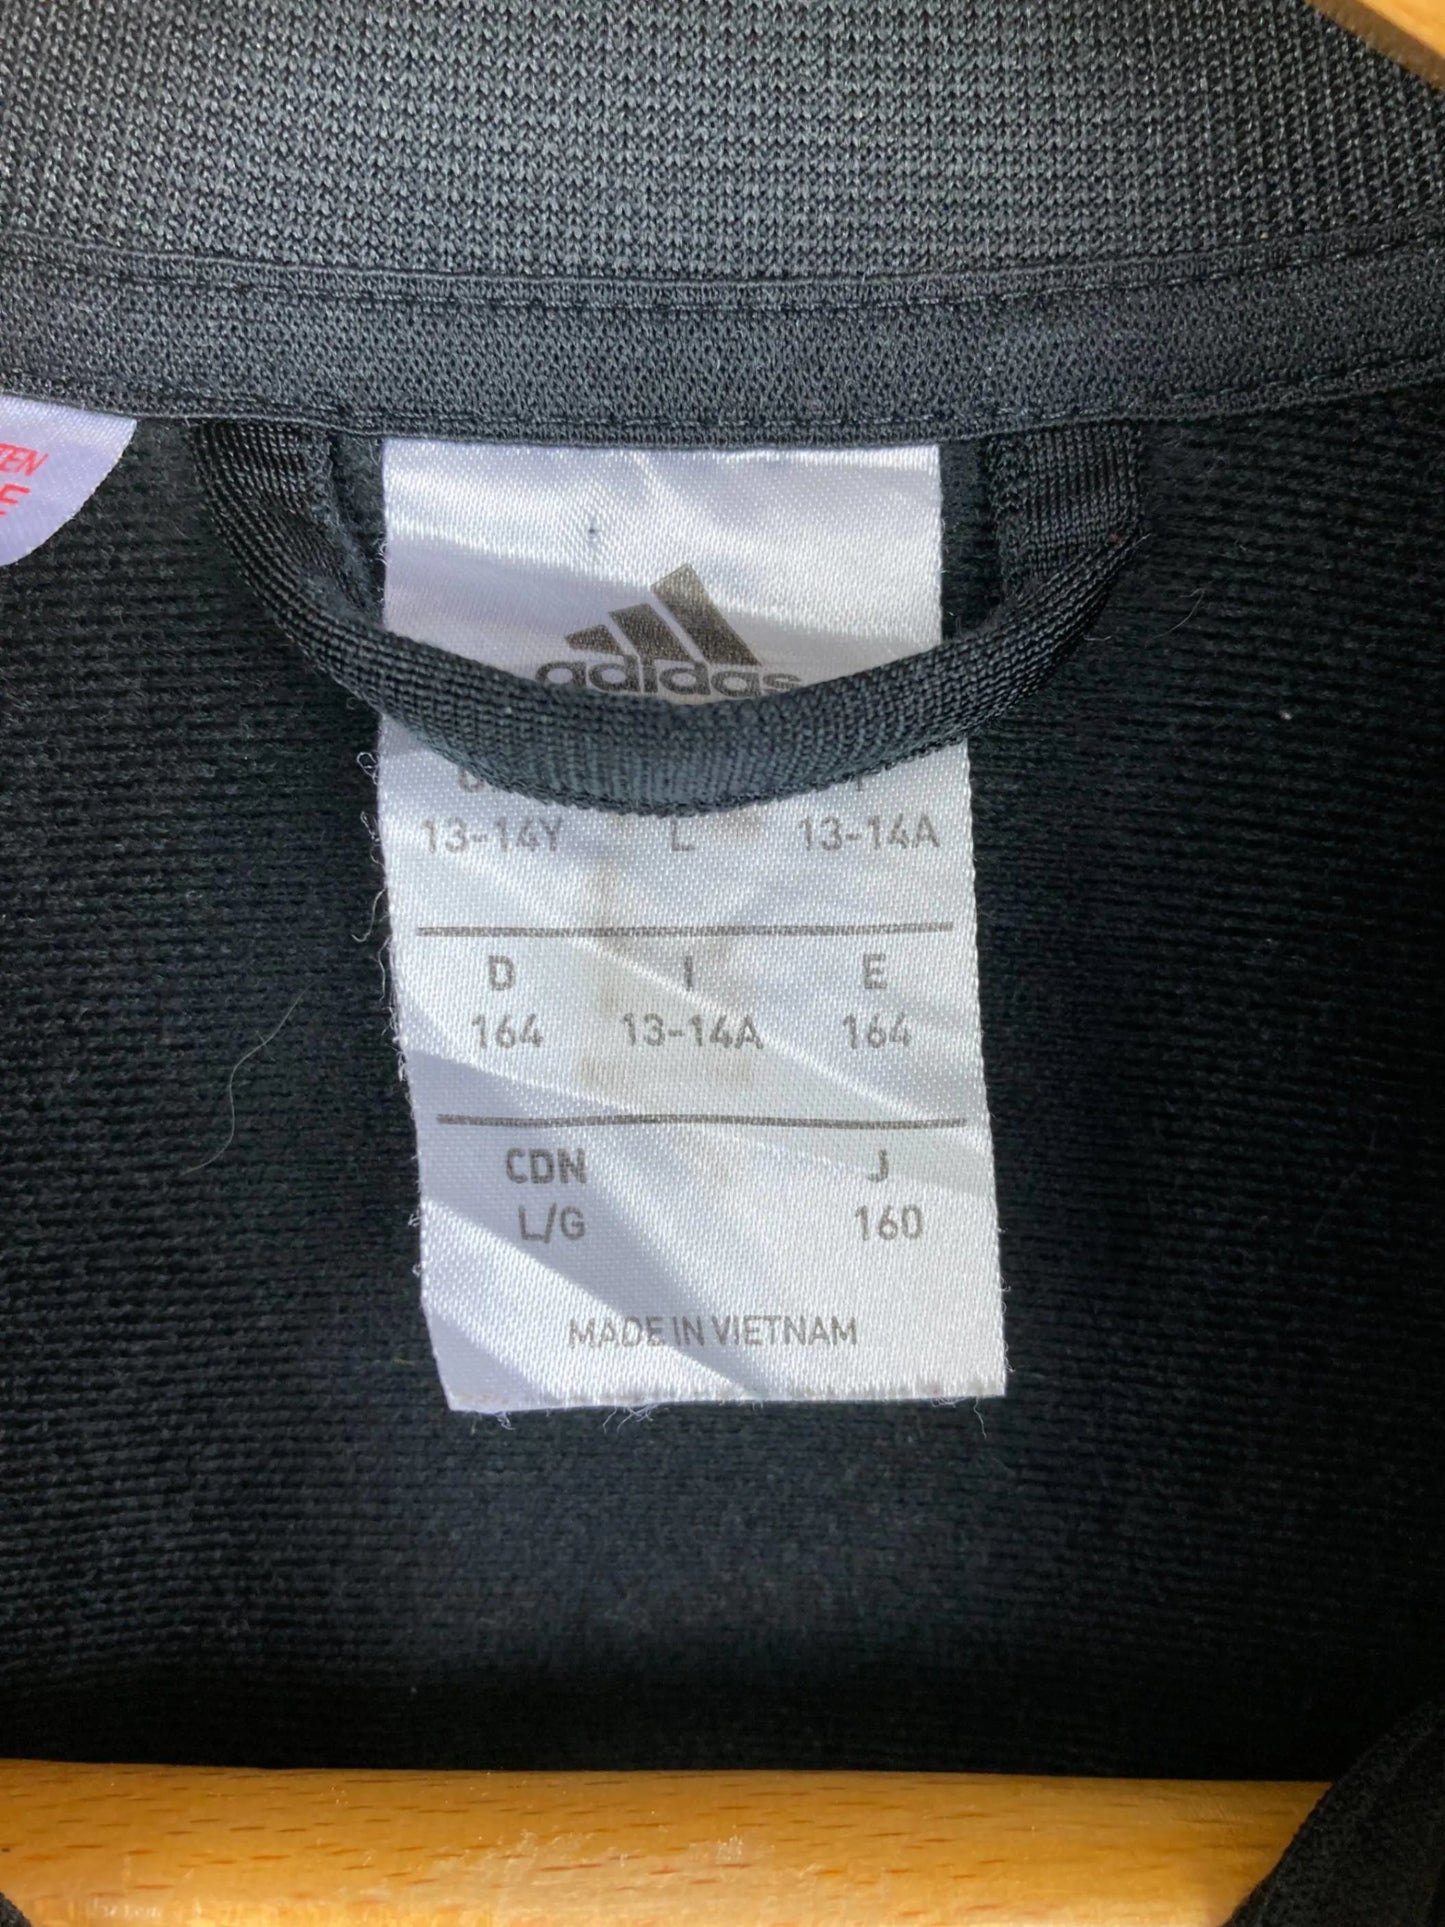 adidas
13-14Y L 13-14A
D I E
164 13-14A 164
CDN J
L/G 160
MADE IN VIETNAM